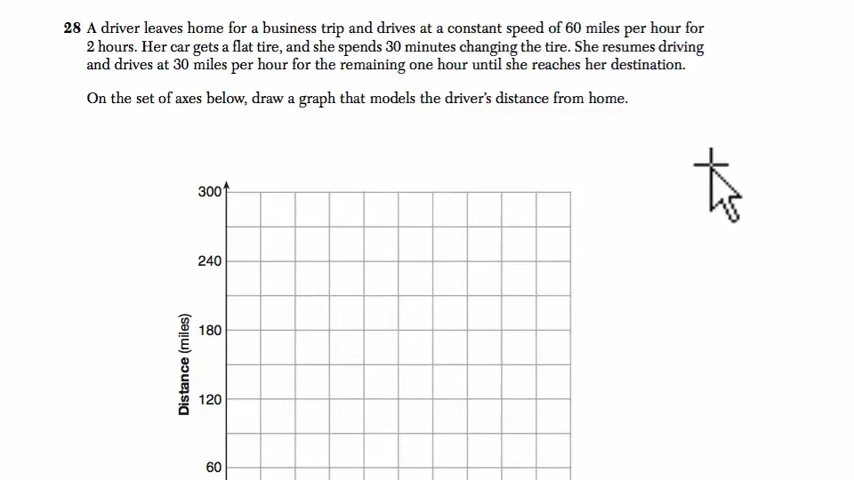 28 A driver leaves home for a business trip and drives at a constant speed of 60 miles per hour for
2 hours. Her car gets a flat tire, and she spends 30 minutes changing the tire. She resumes driving
and drives at 30 miles per hour for the remaining one hour until she reaches her destination.
On the set of axes below, draw a graph that models the driver's distance from home.
300
240
180
Distance (miles)
120
60